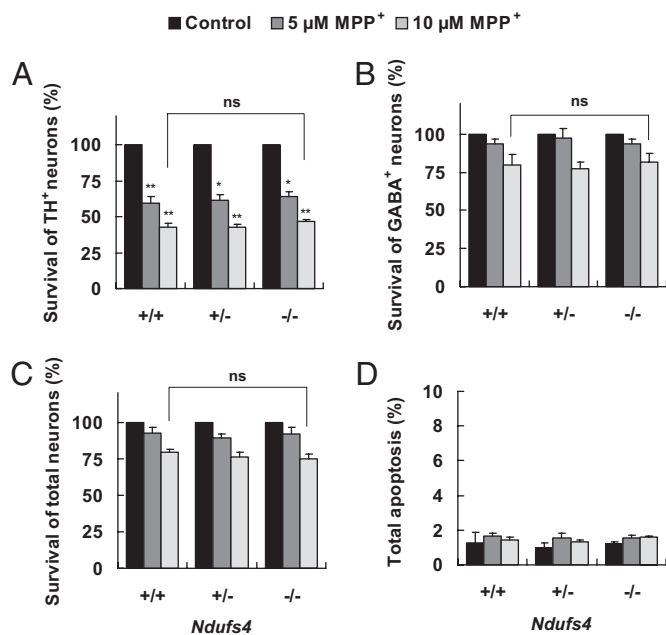 Control 5 µM MPP+ 10 µM MPP+
A
Survival of TH+ neurons (%)
ns
100
75
50
25
0
** ** * ** * **
+/+ +/- -/-
B
Survival of GABA+ neurons (%)
ns
100
75
50
25
0
+/+ +/- -/-
C
Survival of total neurons (%)
ns
100
75
50
25
0
+/+ +/- -/-
Ndufs4
D
Total apoptosis (%)
10
8
6
4
2
0
+/+ +/- -/-
Ndufs4